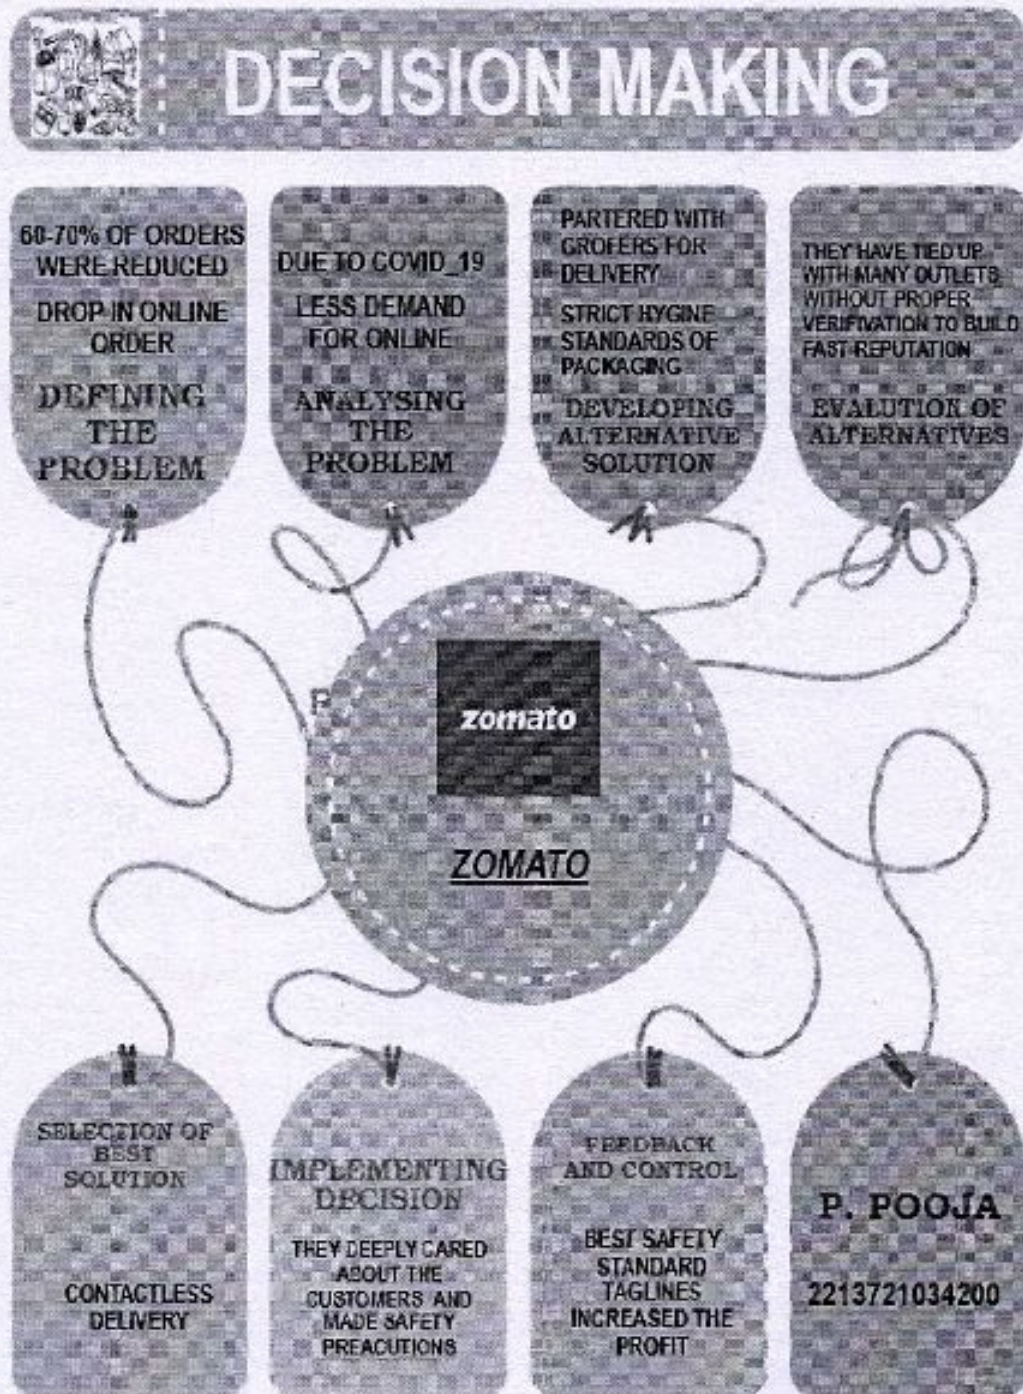 DECISION MAKING
60-70% OF ORDERS
WERE REDUCED
DROP IN ONLINE
ORDER
DEFINING
THE
PROBLEM
DUE TO COVID_19
LESS DEMAND
FOR ONLINE
ANALYSING
THE
PROBLEM
PARTERED WITH
GROFERS FOR
DELIVERY
STRICT HYGINE
STANDARDS OF
PACKAGING
DEVELOPING
ALTERNATIVE
SOLUTION
THEY HAVE TIED UP
WITH MANY OUTLETS
WITHOUT PROPER
VERIFIVATION TO BUILD
FAST REPUTATION
EVALUTION OF
ALTERNATIVES
P
zomato
ZOMATO
SELECTION OF
BEST
SOLUTION
CONTACTLESS
DELIVERY
IMPLEMENTING
DECISION
THEY DEEPLY CARED
ABOUT THE
CUSTOMERS AND
MADE SAFETY
PREACUTIONS
FEEDBACK
AND CONTROL
BEST SAFETY
STANDARD
TAGLINES
INCREASED THE
PROFIT
P. POOJA
2213721034200